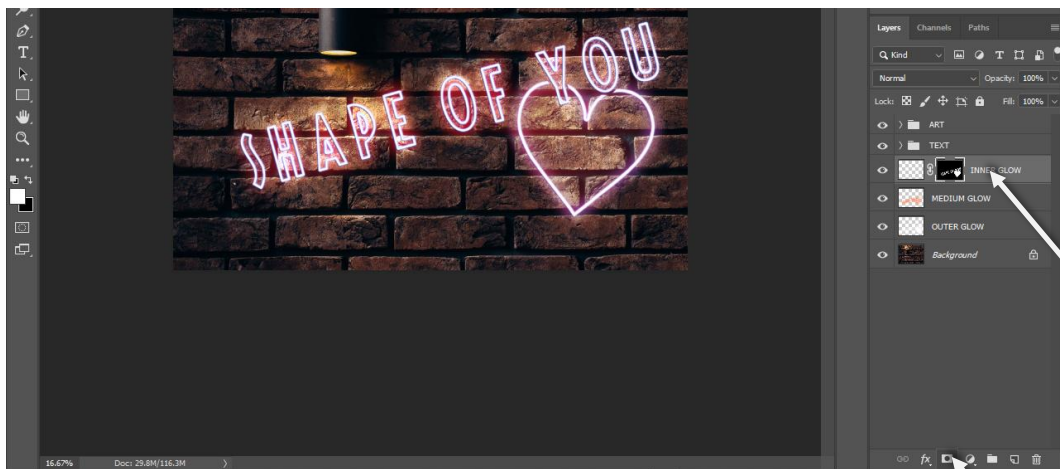 SHAPE OF YOU
Layers Channels Paths
Kind
Normal Opacity: 100%
Lock: Fill: 100%
ART
TEXT
INNER GLOW
MEDIUM GLOW
OUTER GLOW
Background
16.67% Doc: 29.8M/116.3M
fx